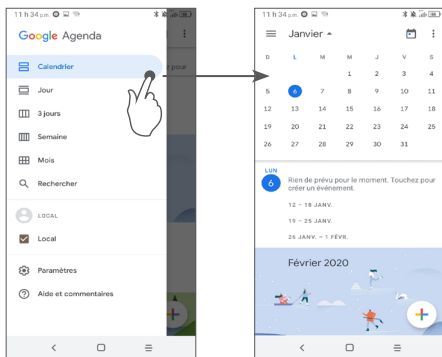 11 h 34 p.m.
Google Agenda
Calendrier
r pour
Jour
3 jours
Semaine
Mois
Rechercher
LOCAL
Local
Paramètres
Aide et commentaires
11 h 34 p.m.
Janvier
D L M M J V S
1 2 3 4
5 6 7 8 9 10 11
12 13 14 15 16 17 18
19 20 21 22 23 24 25
26 27 28 29 30 31
LUN
6
Rien de prévu pour le moment. Touchez pour
créer un événement.
12 – 18 JANV.
19 – 25 JANV.
26 JANV. – 1 FÉVR.
Février 2020